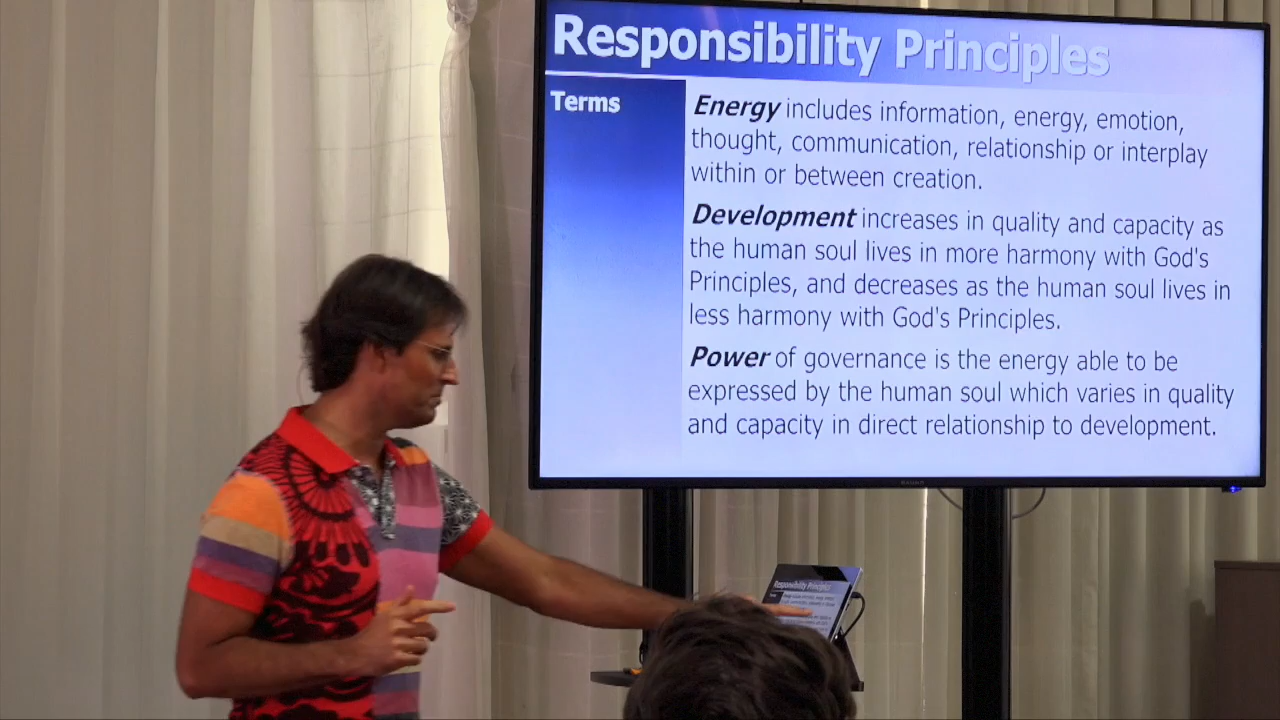 Responsibility Principles
Terms
Energy includes information, energy, emotion,
thought, communication, relationship or interplay
within or between creation.
Development increases in quality and capacity as
the human soul lives in more harmony with God's
Principles, and decreases as the human soul lives in
less harmony with God's Principles.
Power of governance is the energy able to be
expressed by the human soul which varies in quality
and capacity in direct relationship to development.
Responsibility Principles